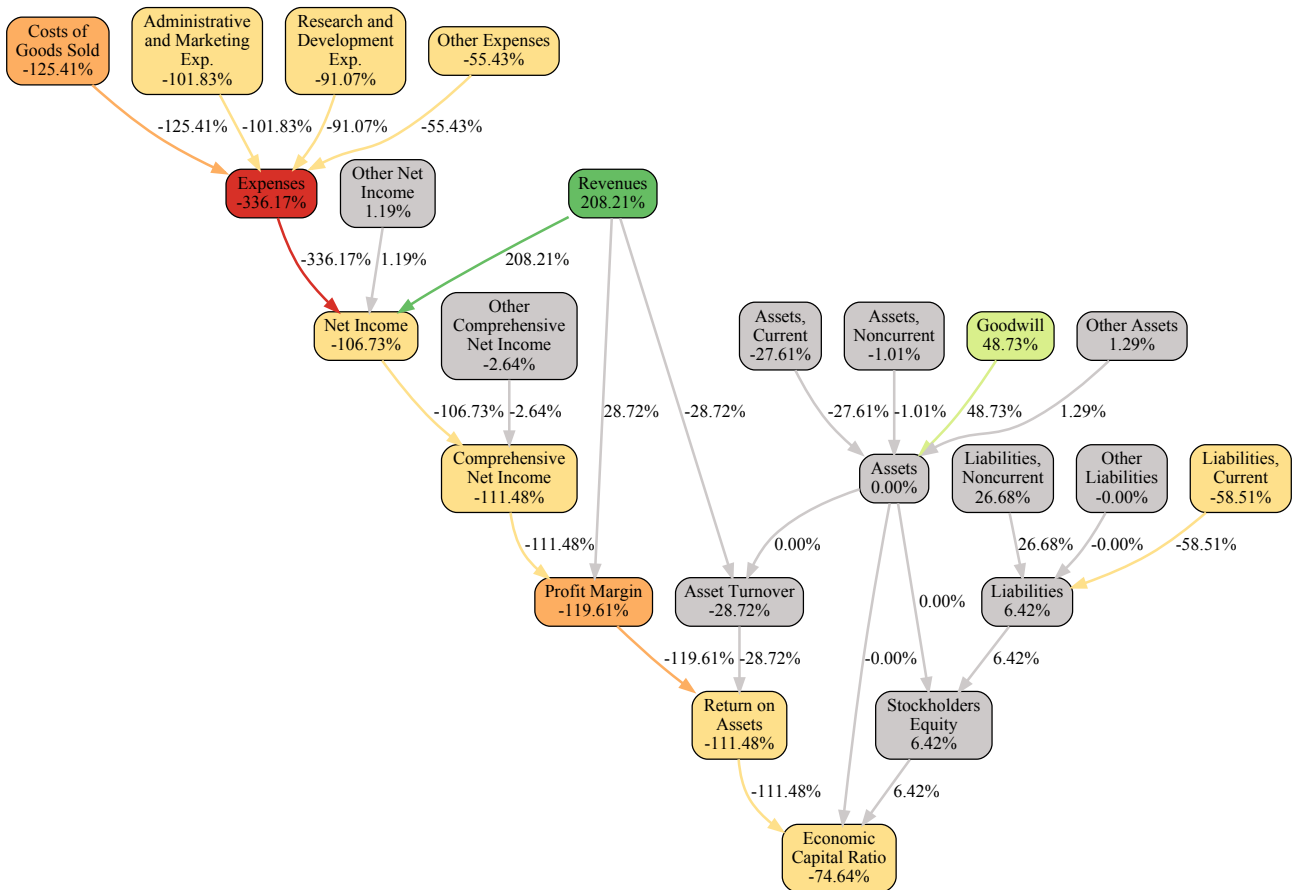 Costs of
Goods Sold
-125.41%
Administrative
and Marketing
Exp.
-101.83%
Research and
Development
Exp.
-91.07%
Other Expenses
-55.43%
-125.41%
-101.83%
-91.07%
-55.43%
Expenses
-336.17%
Other Net
Income
1.19%
Revenues
208.21%
-336.17%
1.19%
208.21%
Net Income
-106.73%
Other
Comprehensive
Net Income
-2.64%
Assets,
Current
-27.61%
Assets,
Noncurrent
-1.01%
Goodwill
48.73%
Other Assets
1.29%
-106.73%
-2.64%
28.72%
-28.72%
-27.61%
-1.01%
48.73%
1.29%
Comprehensive
Net Income
-111.48%
Assets
0.00%
Liabilities,
Noncurrent
26.68%
Other
Liabilities
-0.00%
Liabilities,
Current
-58.51%
-111.48%
0.00%
26.68%
-0.00%
-58.51%
Profit Margin
-119.61%
Asset Turnover
-28.72%
0.00%
Liabilities
6.42%
-119.61%
-28.72%
-0.00%
6.42%
Return on
Assets
-111.48%
Stockholders
Equity
6.42%
-111.48%
6.42%
Economic
Capital Ratio
-74.64%